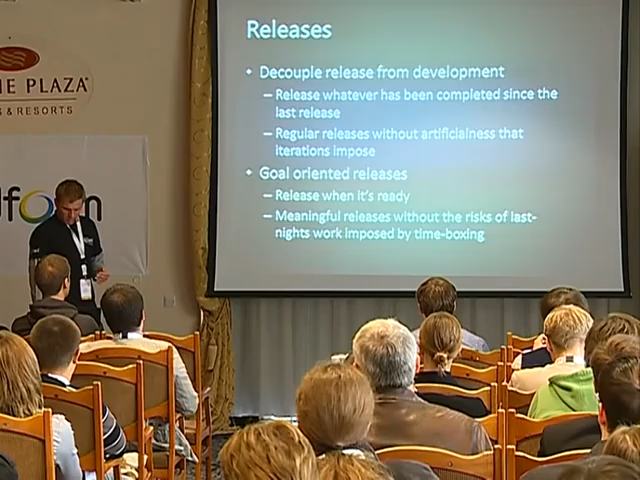 Releases
• Decouple release from development
– Release whatever has been completed since the
last release
– Regular releases without artificialness that
iterations impose
• Goal oriented releases
– Release when it's ready
– Meaningful releases without the risks of last-
nights work imposed by time-boxing
PLAZA
& RESORTS